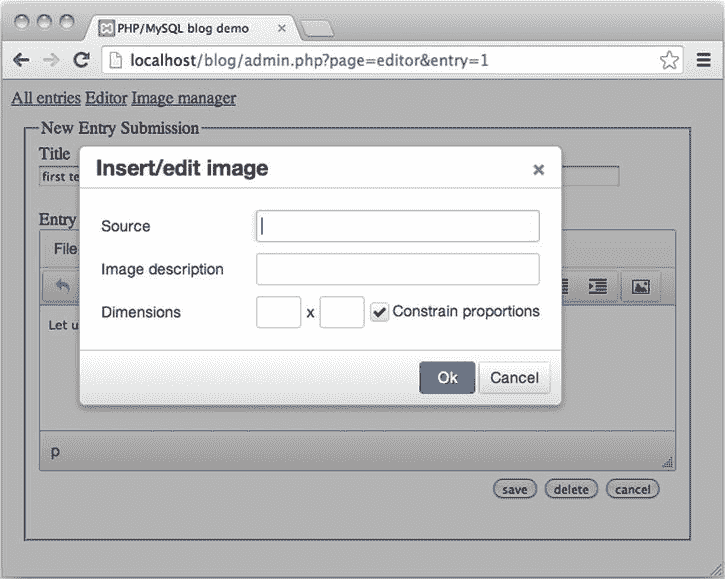 PHP/MySQL blog demo
localhost/blog/admin.php?page=editor&entry=1
All entries Editor Image manager
New Entry Submission
Title
first te
Insert/edit image
Entry
Source
File
Image description
Dimensions x Constrain proportions
Let u
Ok Cancel
p
save delete cancel